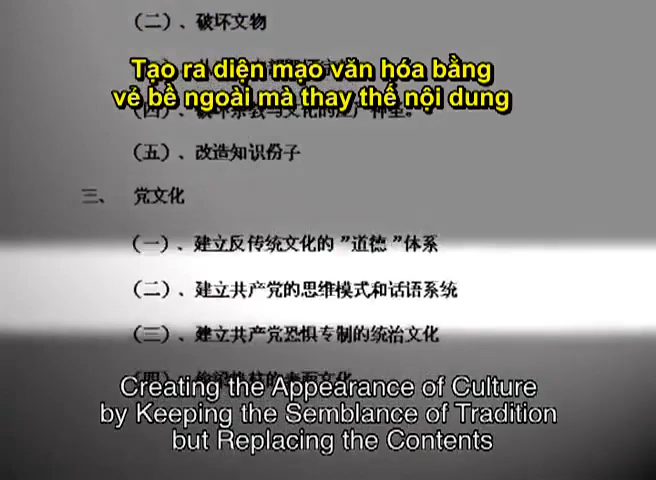 （二）、破坏文物
Tạo ra diện mạo văn hóa bằng
vẻ bề ngoài mà thay thế nội dung
（五）、改造知识份子
三、 党文化
（一）、建立反传统文化的"道德"体系
（二）、建立共产党的思维模式和话语系统
（三）、建立共产党恐惧专制的统治文化
Creating the Appearance of Culture
by Keeping the Semblance of Tradition
but Replacing the Contents